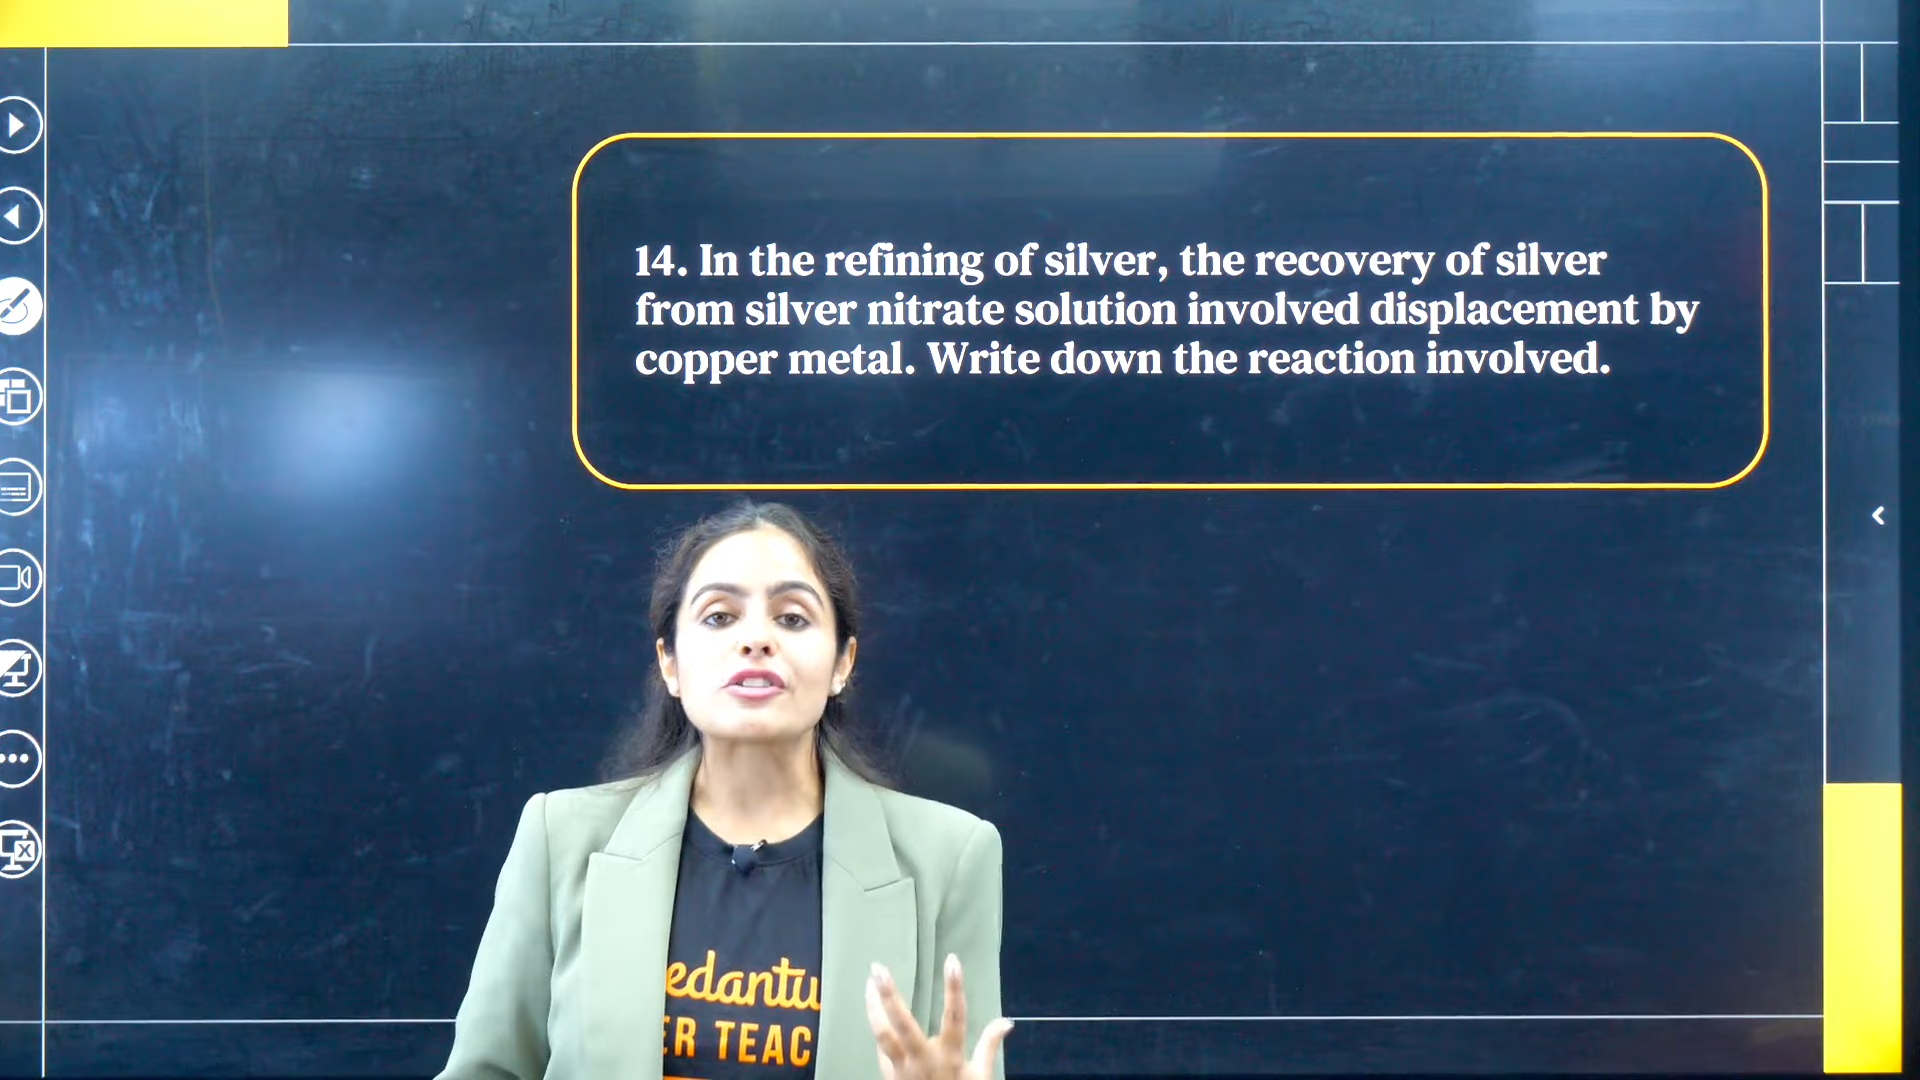 14. In the refining of silver, the recovery of silver
from silver nitrate solution involved displacement by
copper metal. Write down the reaction involved.
edantu
ER TEAC